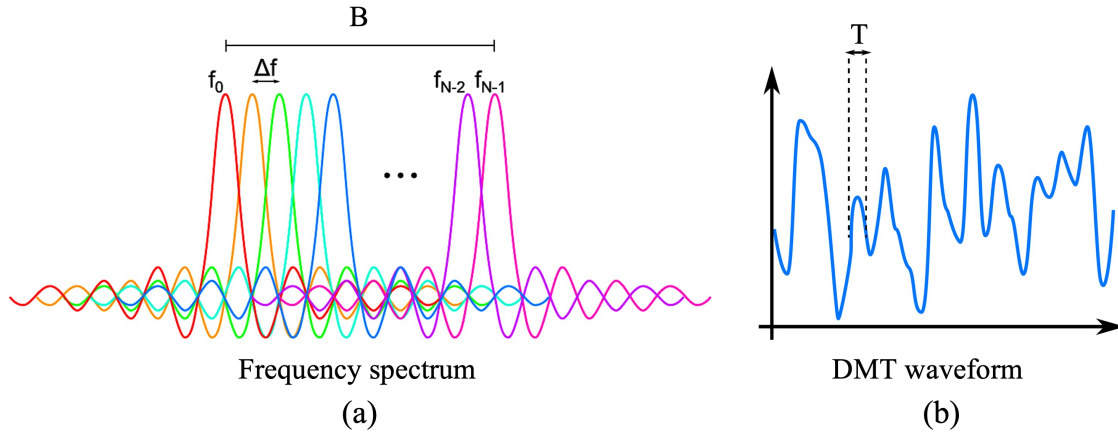 B
T
f0 Δf fN-2 fN-1
...
Frequency spectrum
DMT waveform
(a)
(b)